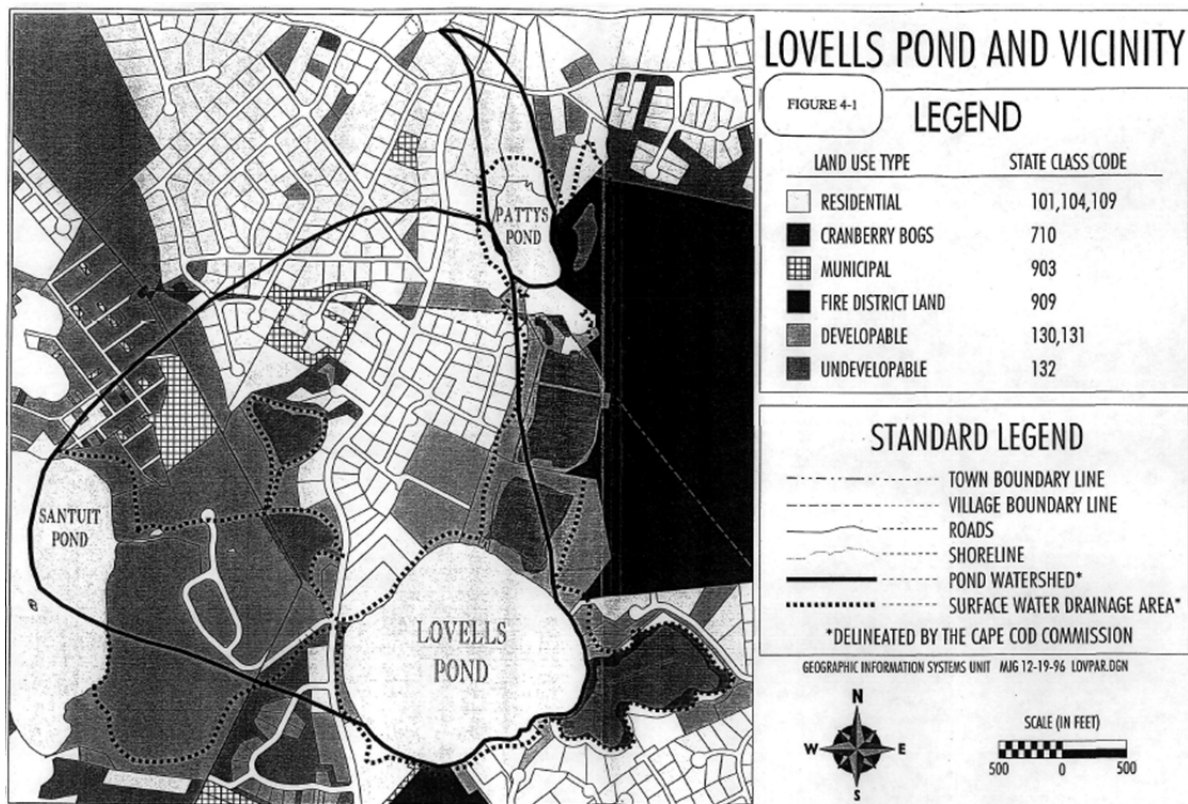 LOVELLS POND AND VICINITY
FIGURE 4-1
LEGEND
LAND USE TYPE STATE CLASS CODE
RESIDENTIAL 101,104,109
CRANBERRY BOGS 710
MUNICIPAL 903
FIRE DISTRICT LAND 909
DEVELOPABLE 130,131
UNDEVELOPABLE 132
STANDARD LEGEND
TOWN BOUNDARY LINE
VILLAGE BOUNDARY LINE
ROADS
SHORELINE
POND WATERSHED*
SURFACE WATER DRAINAGE AREA*
*DELINEATED BY THE CAPE COD COMMISSION
GEOGRAPHIC INFORMATION SYSTEMS UNIT MJG 12-19-96 LOVPAR.DGN
N
W E
S
SCALE (IN FEET)
500 0 500
PATTYS
POND
SANTUIT
POND
LOVELLS
POND